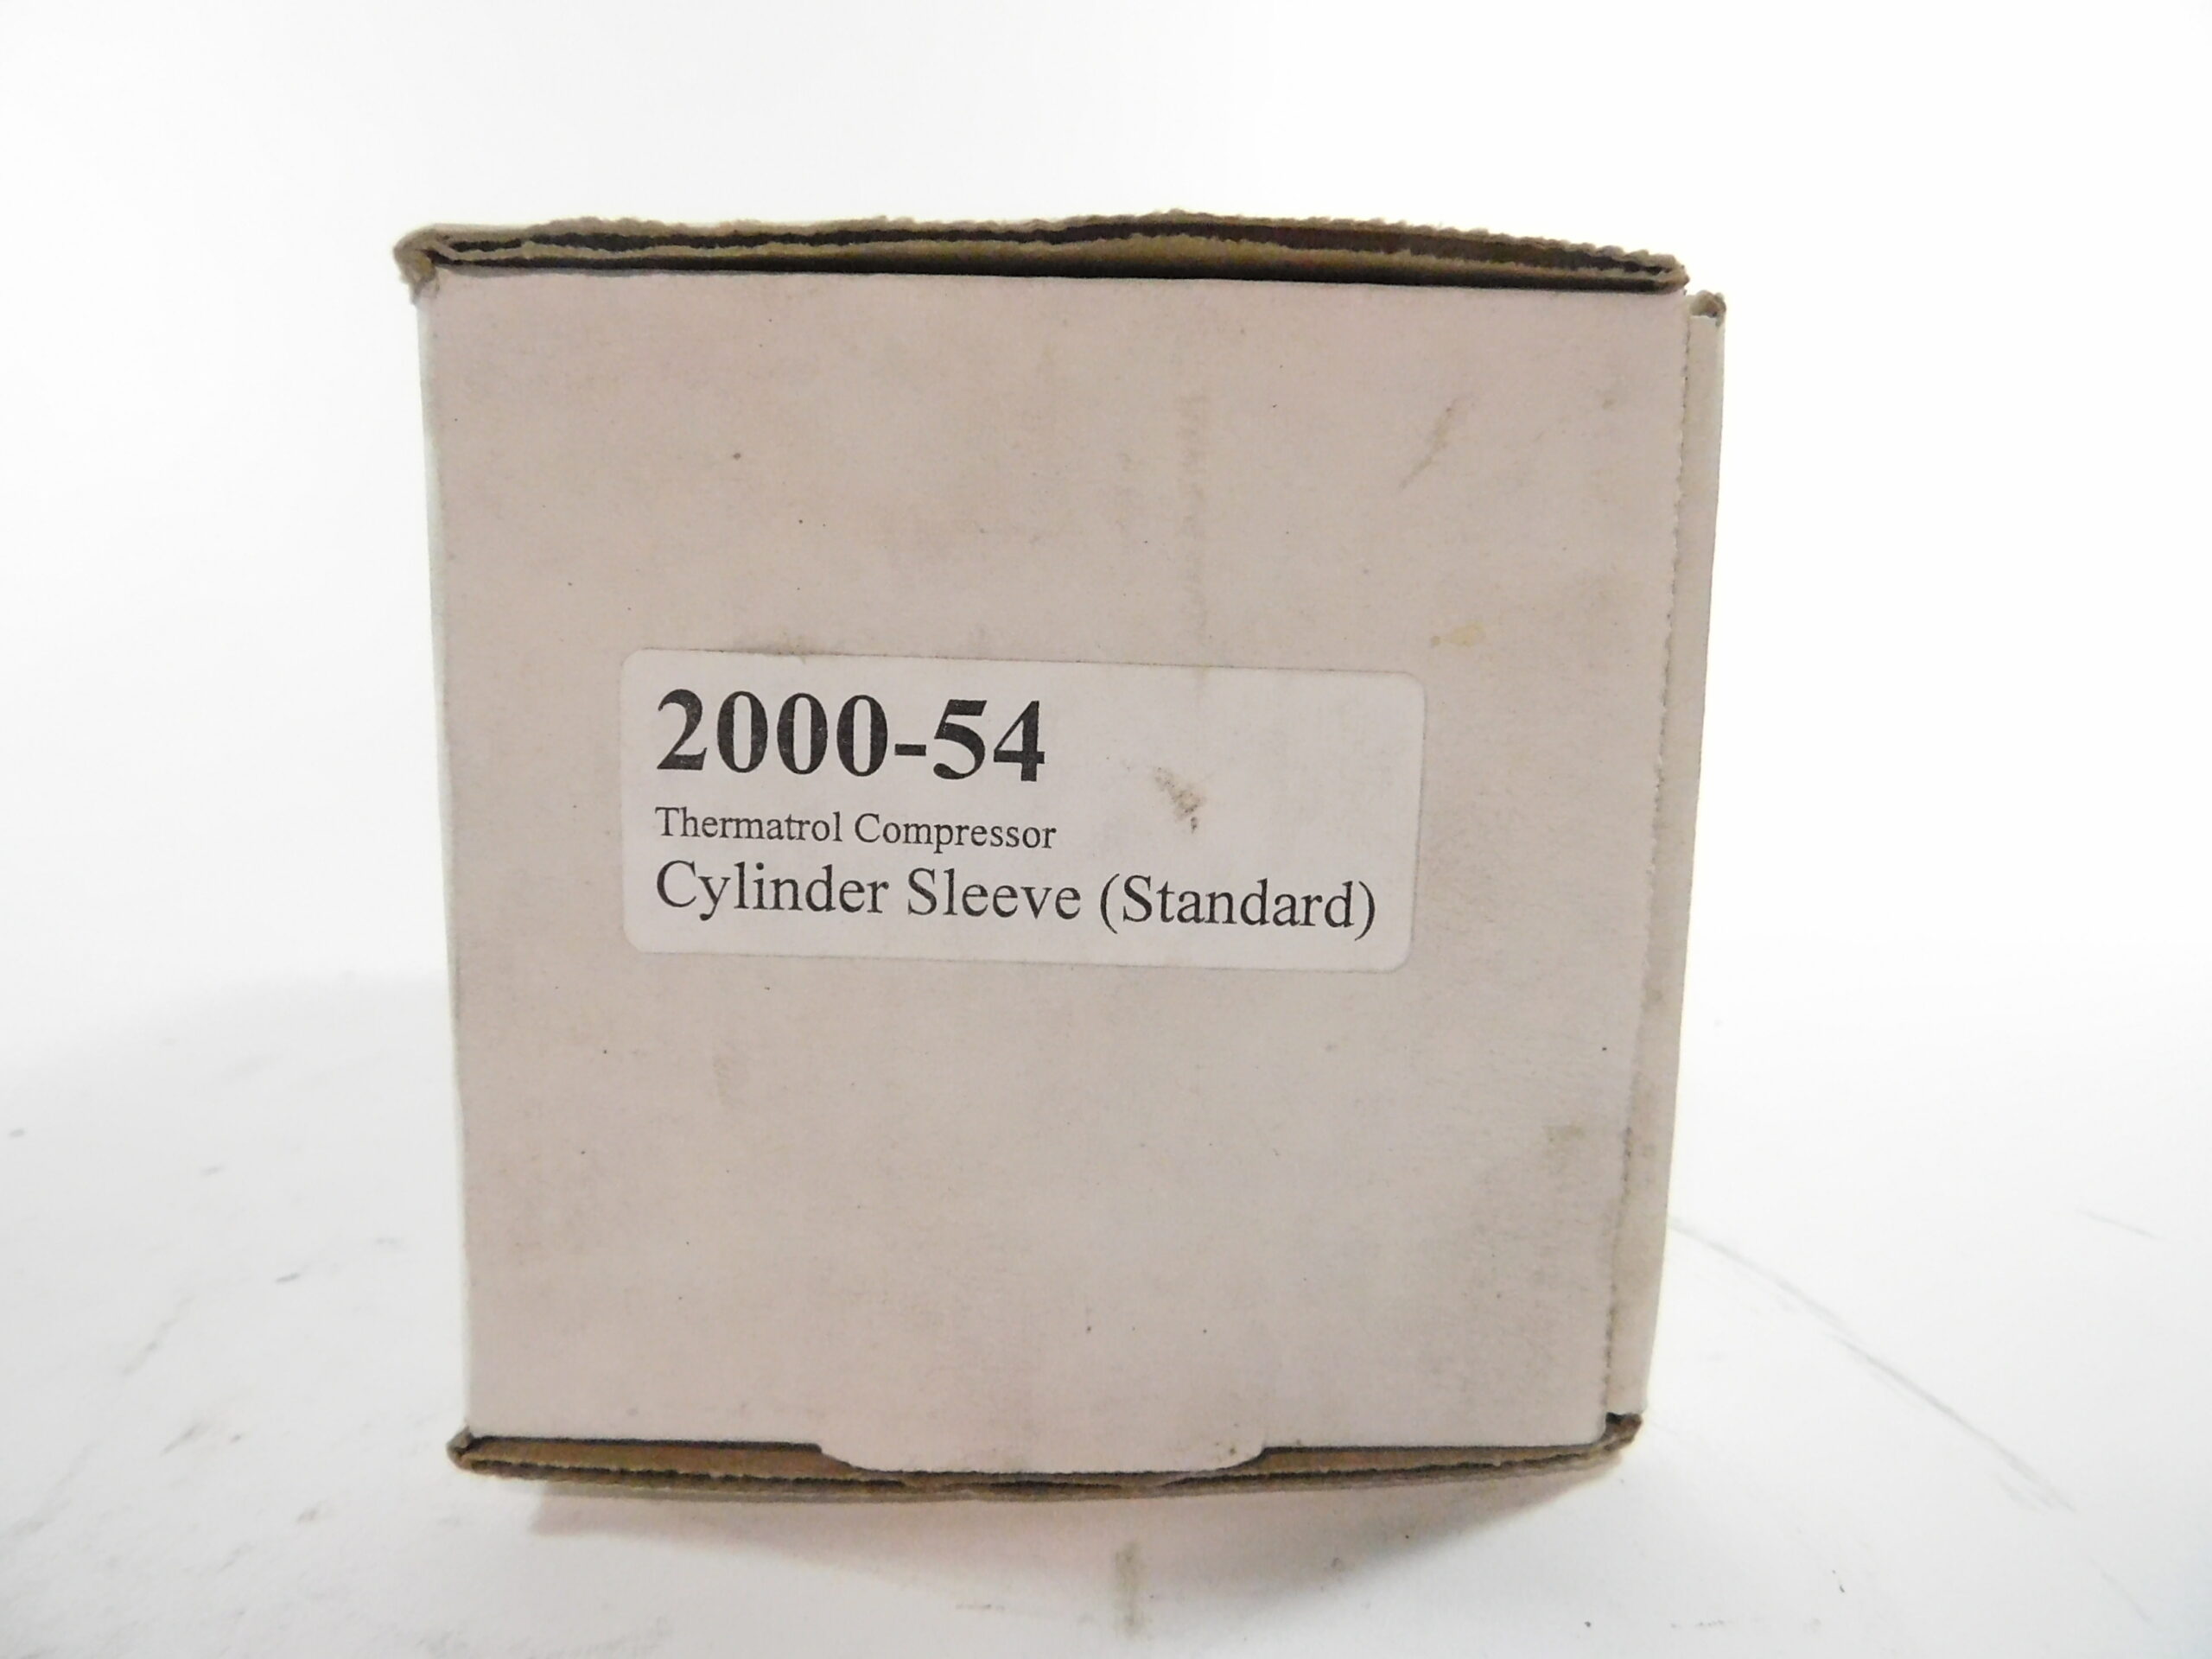 2000-54
Thermatrol Compressor
Cylinder Sleeve (Standard)